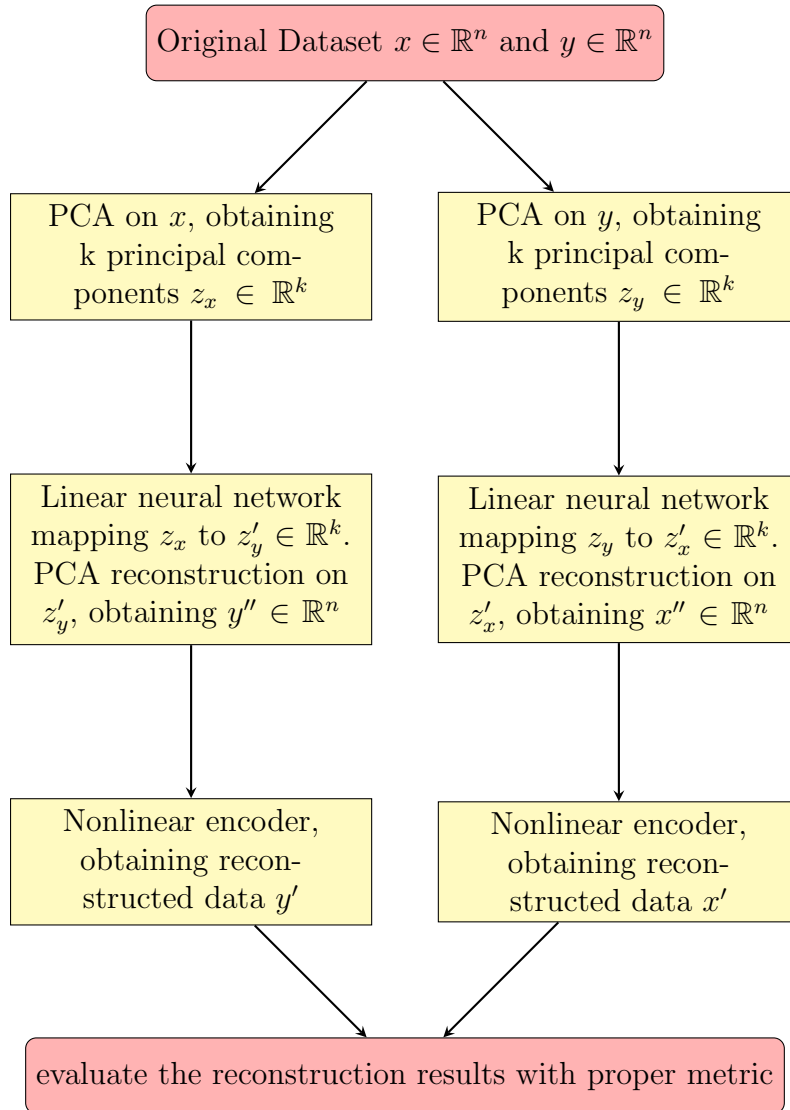 Original Dataset x ∈ ℝⁿ and y ∈ ℝⁿ
PCA on x, obtaining
k principal com-
ponents z_x ∈ ℝᵏ
PCA on y, obtaining
k principal com-
ponents z_y ∈ ℝᵏ
Linear neural network
mapping z_x to z′_y ∈ ℝᵏ.
PCA reconstruction on
z′_y, obtaining y″ ∈ ℝⁿ
Linear neural network
mapping z_y to z′_x ∈ ℝᵏ.
PCA reconstruction on
z′_x, obtaining x″ ∈ ℝⁿ
Nonlinear encoder,
obtaining recon-
structed data y′
Nonlinear encoder,
obtaining recon-
structed data x′
evaluate the reconstruction results with proper metric